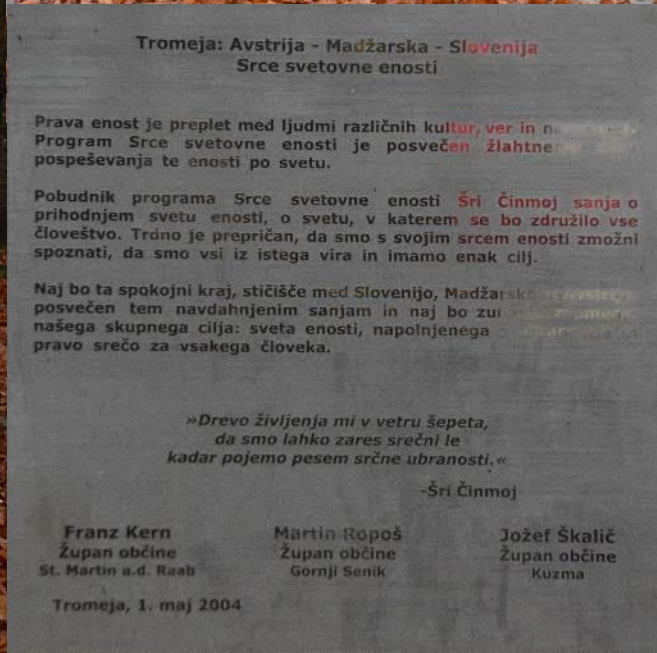 Tromeja: Avstrija - Madžarska - Slovenija
Srce svetovne enosti
Prava enost je preplet med ljudmi različnih kultur, ver in
Program Srce svetovne enosti je posvečen
pospeševanja te enosti po svetu.
Pobudnik programa Srce svetovne enosti Šri Činmoj sanja o
prihodnjem svetu enosti, o svetu, v katerem se bo združilo vse
človeštvo. Trdno je prepričan, da smo s svojim srcem enosti zmožni
spoznati, da smo vsi iz istega vira in imamo enak cilj.
Naj bo ta spokojni kraj, stičišče med Slovenijo, Madžarsko in Avstrijo,
posvečen tem navdahnjenim sanjam in naj bo
našega skupnega cilja: sveta enosti, napolnjenega
pravo srečo za vsakega človeka.
»Drevo življenja mi v vetru šepeta,
da smo lahko zares srečni le
kadar pojemo pesem srčne ubranosti.«
-Šri Činmoj
Franz Kern Martin Ropoš Jožef Škalič
Župan občine Župan občine Župan občine
St. Martin a.d. Raab Gornji Senik Kuzma
Tromeja, 1. maj 2004